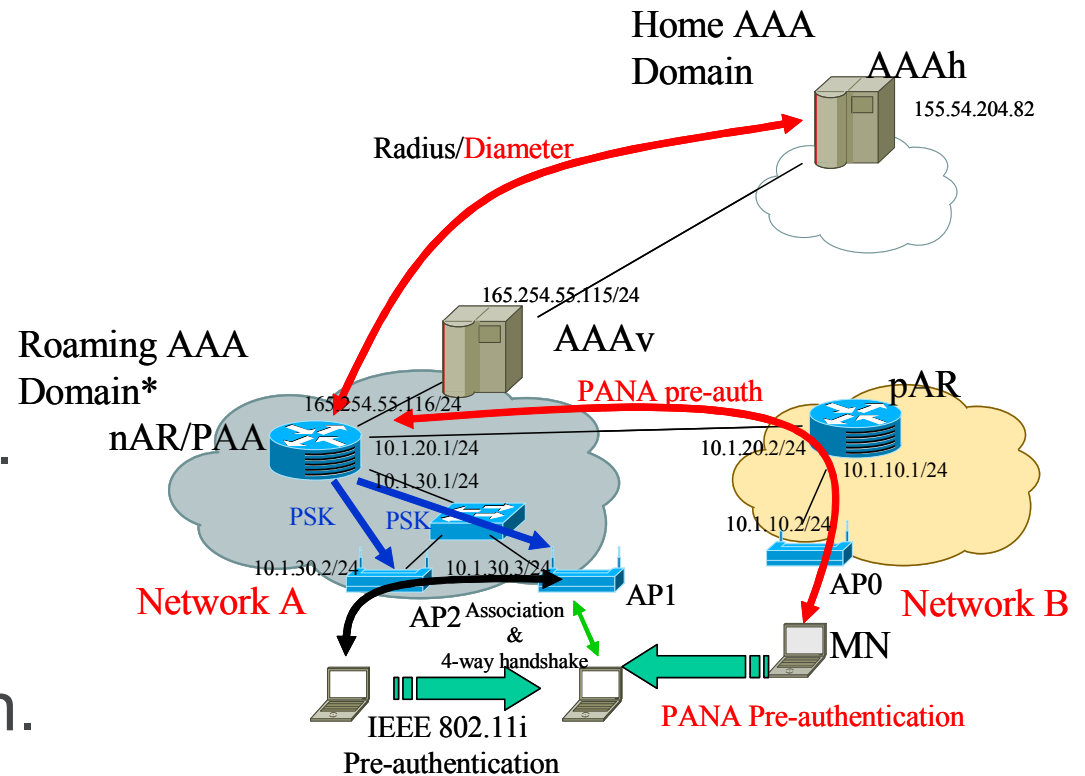 Home AAA
Domain
AAAh
155.54.204.82
Radius/Diameter
165.254.55.115/24
AAAv
Roaming AAA
Domain*
PANA pre-auth
pAR
165.254.55.116/24
nAR/PAA
.
10.1.20.1/24
10.1.20.2/24
10.1.10.1/24
10.1.30.1/24
PSK
PSK
10.1.10.2/24
10.1.30.2/24
10.1.30.3/24
Network A
AP2
AP1
AP0
Network B
Association
&
4-way handshake
MN
n.
IEEE 802.11i
Pre-authentication
PANA Pre-authentication